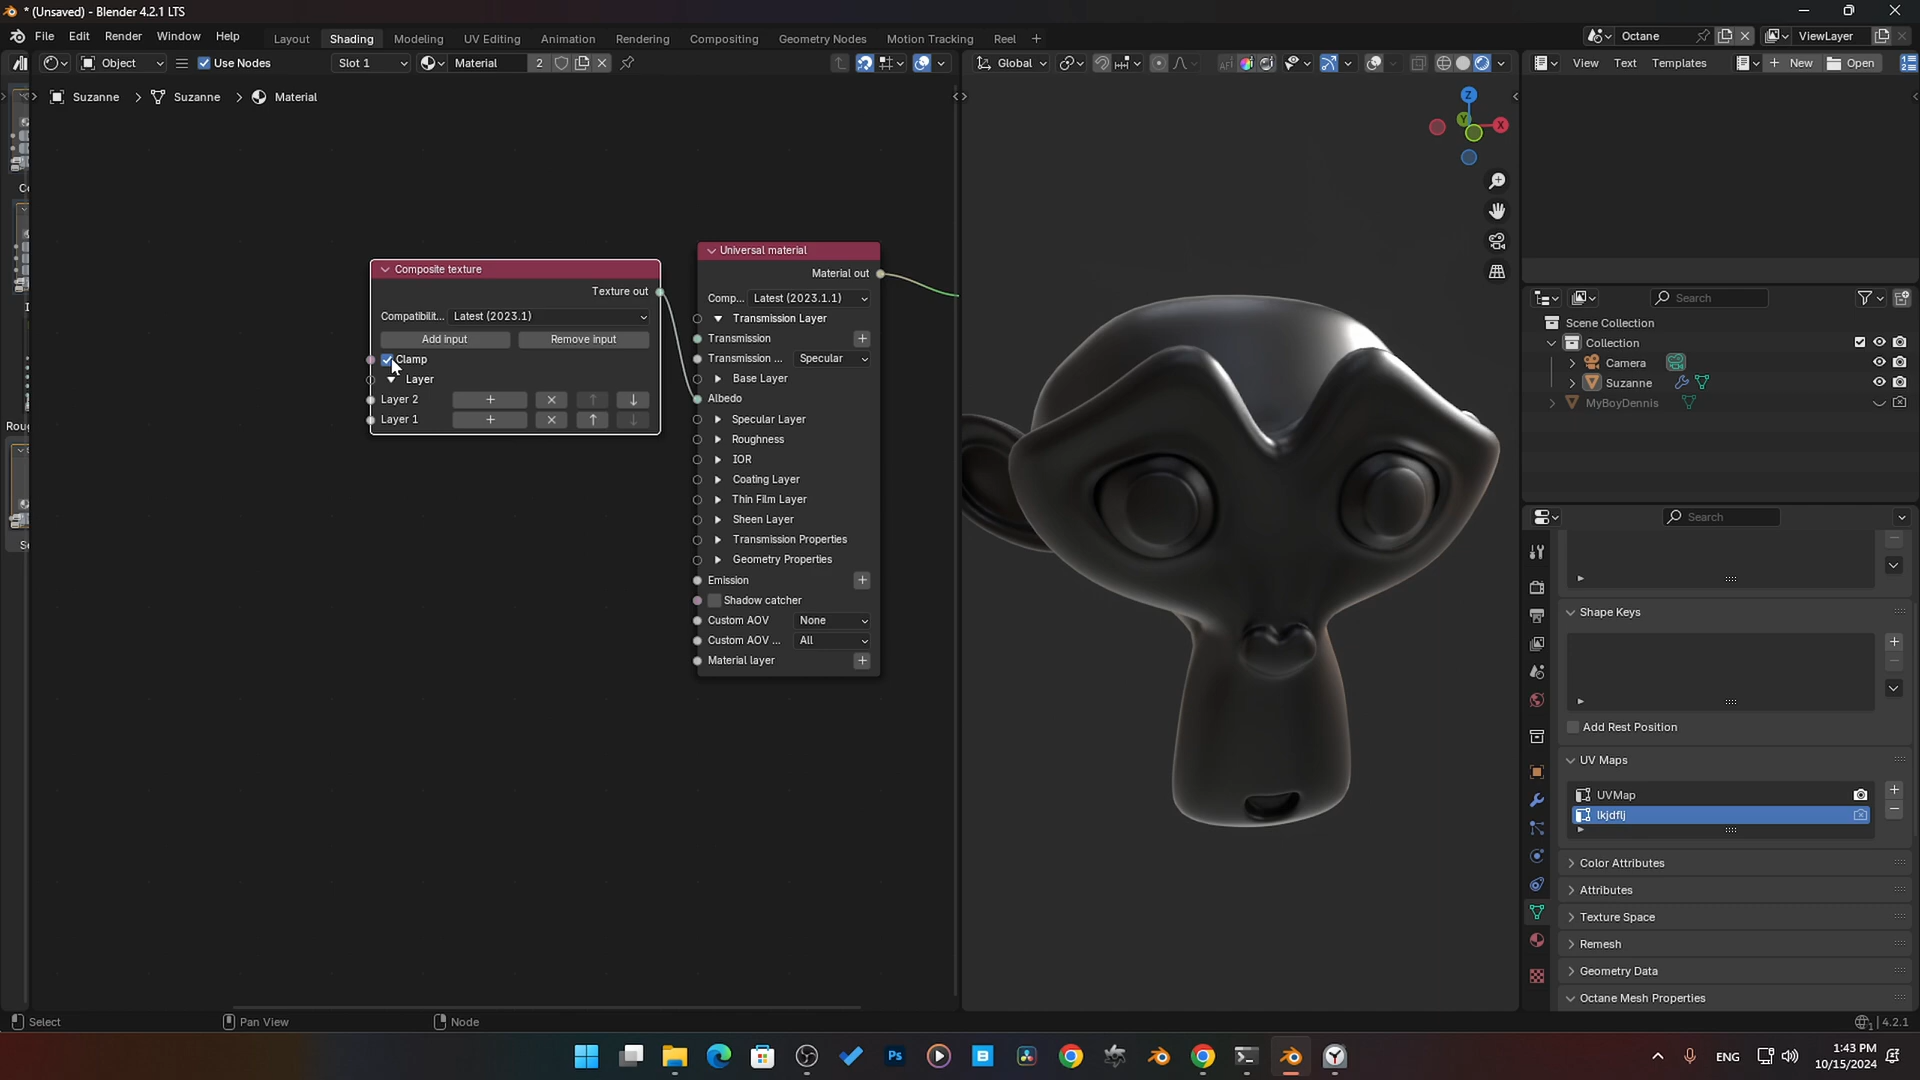 * (Unsaved) - Blender 4.2.1 LTS
File Edit Render Window Help
Layout Shading Modeling UV Editing Animation Rendering Compositing Geometry Nodes Motion Tracking Reel +
Octane
ViewLayer
Object Use Nodes Slot 1 Material 2
Global
View Text Templates New Open
Suzanne > Suzanne > Material
Z
Y
X
Composite texture
Texture out
Compatibilit... Latest (2023.1)
Add input Remove input
Clamp
Layer
Layer 2
Layer 1
Universal material
Material out
Comp... Latest (2023.1.1)
Transmission Layer
Transmission
Transmission ... Specular
Base Layer
Albedo
Specular Layer
Roughness
IOR
Coating Layer
Thin Film Layer
Sheen Layer
Transmission Properties
Geometry Properties
Emission
Shadow catcher
Custom AOV None
Custom AOV ... All
Material layer
Search
Scene Collection
Collection
Camera
Suzanne
MyBoyDennis
Search
Shape Keys
Add Rest Position
UV Maps
UVMap
lkjdflj
Color Attributes
Attributes
Texture Space
Remesh
Geometry Data
Octane Mesh Properties
Select Pan View Node
4.2.1
Ps
B
ENG
1:43 PM
10/15/2024